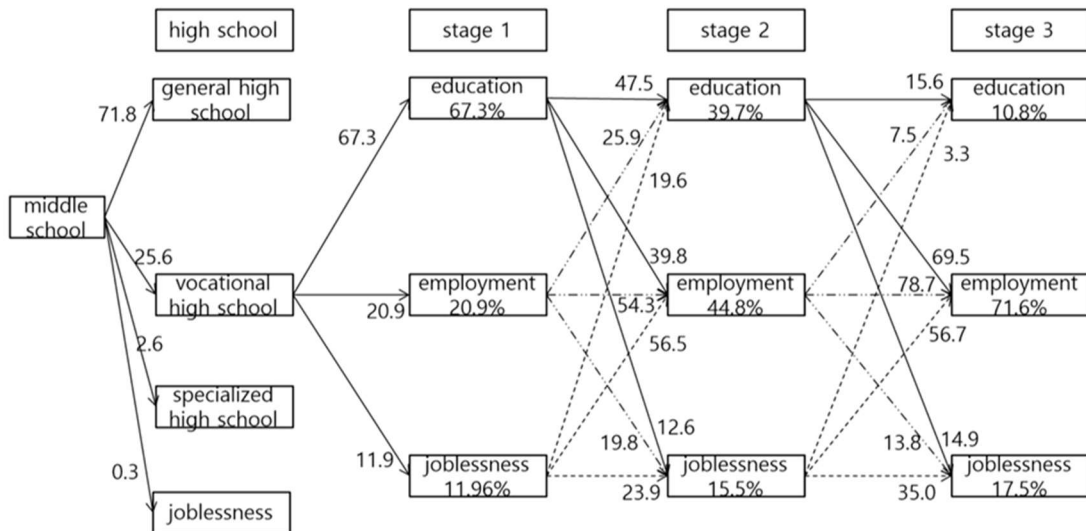 high school
stage 1
stage 2
stage 3
general high
school
71.8
education
67.3%
47.5
education
39.7%
15.6
education
10.8%
67.3
25.9
7.5
3.3
19.6
middle
school
25.6
39.8
69.5
vocational
high school
employment
20.9%
employment
44.8%
78.7
employment
71.6%
20.9
54.3
56.5
56.7
2.6
specialized
high school
12.6
19.8
13.8
14.9
0.3
11.9
joblessness
11.96%
23.9
joblessness
15.5%
35.0
joblessness
17.5%
joblessness